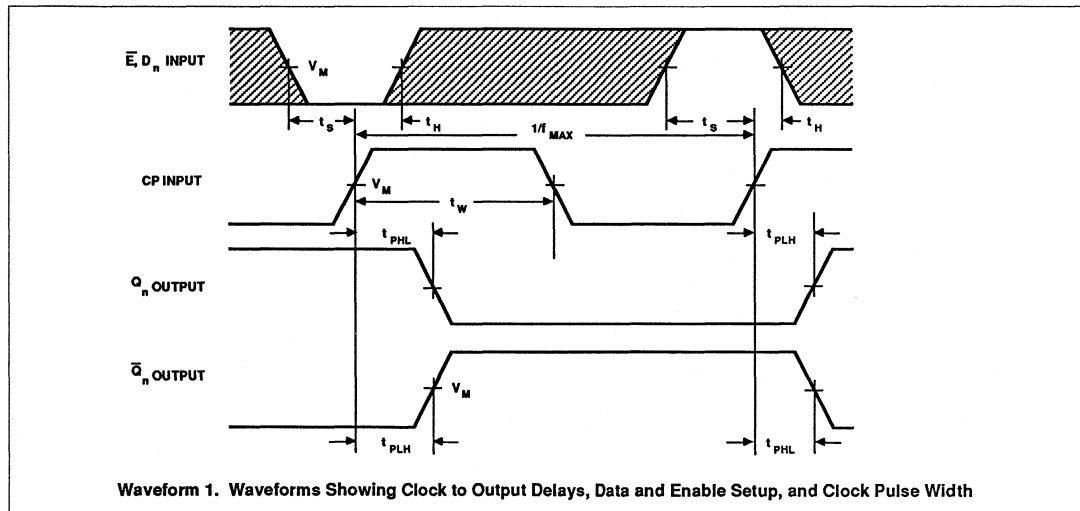 E̅, Dn INPUT
VM
tS
tH
1/fMAX
tS
tH
CP INPUT
VM
tW
tPHL
tPLH
Qn OUTPUT
Q̅n OUTPUT
VM
tPLH
tPHL
Waveform 1. Waveforms Showing Clock to Output Delays, Data and Enable Setup, and Clock Pulse Width